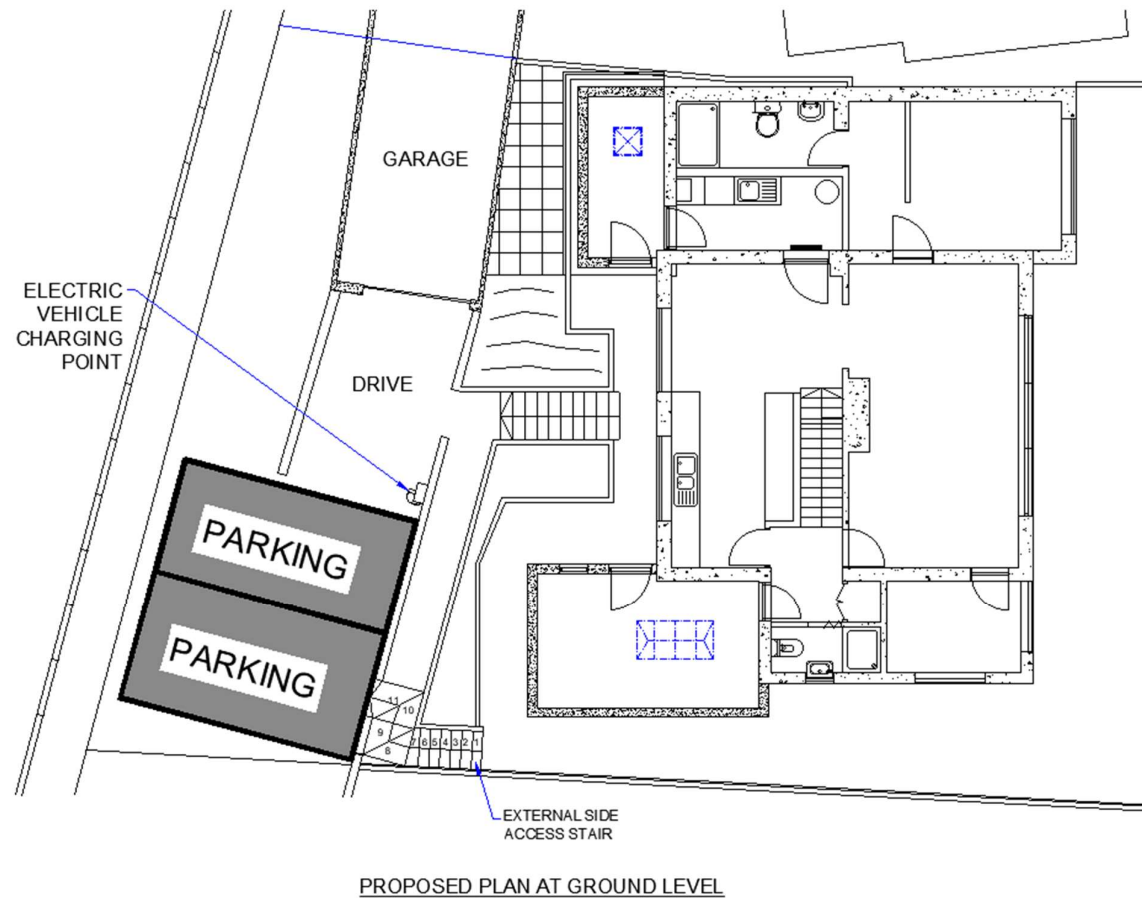 GARAGE
ELECTRIC
VEHICLE
CHARGING
POINT
DRIVE
PARKING
PARKING
11
10
9
8
7 6 5 4 3 2 1
EXTERNAL SIDE
ACCESS STAIR
PROPOSED PLAN AT GROUND LEVEL